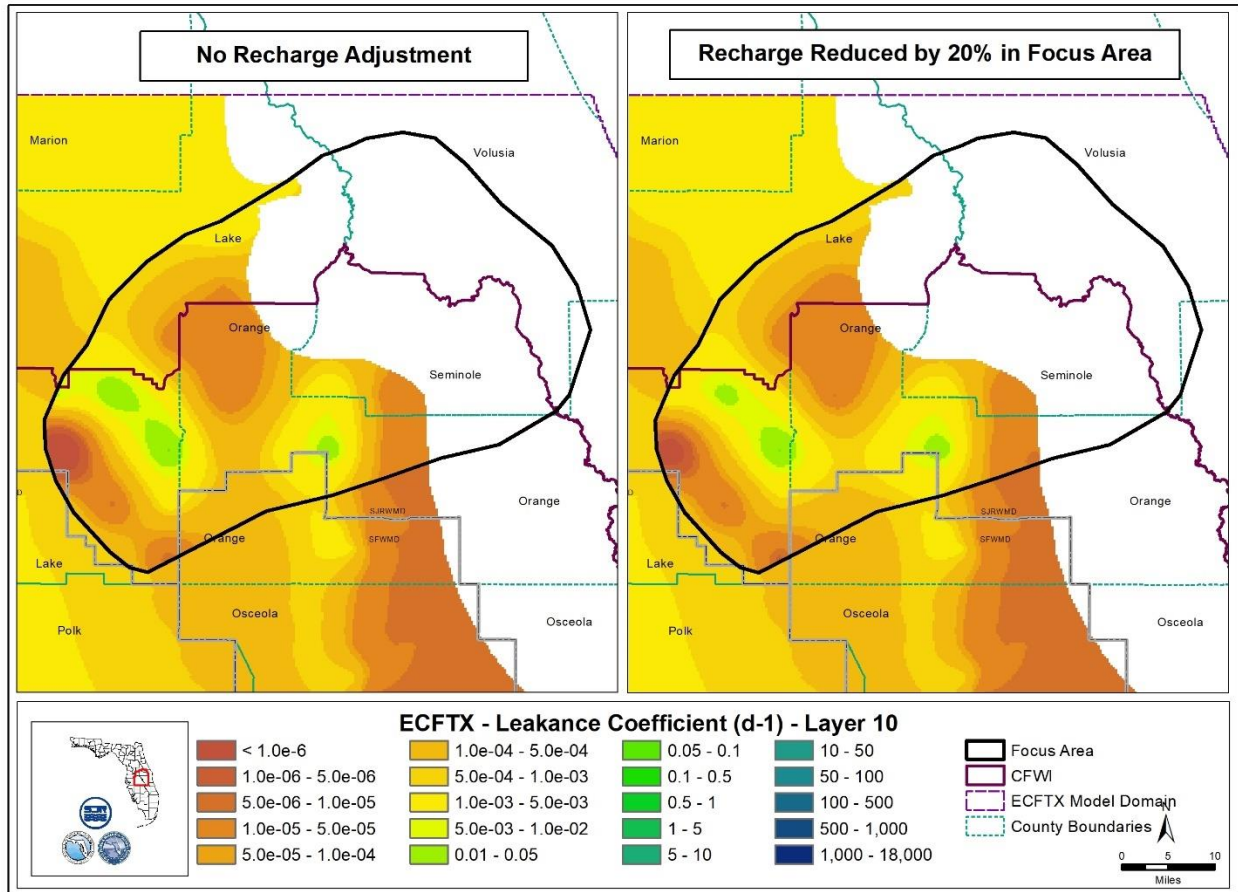 No Recharge Adjustment
Marion
Volusia
Lake
Orange
Seminole
Orange
SJRWMD
SFWMD
Orange
Lake
Osceola
Osceola
Polk
Recharge Reduced by 20% in Focus Area
Marion
Volusia
Lake
Orange
Seminole
Orange
SJRWMD
SFWMD
Orange
Lake
Osceola
Osceola
Polk
ECFTX - Leakance Coefficient (d-1) - Layer 10
< 1.0e-6
1.0e-06 - 5.0e-06
5.0e-06 - 1.0e-05
1.0e-05 - 5.0e-05
5.0e-05 - 1.0e-04
1.0e-04 - 5.0e-04
5.0e-04 - 1.0e-03
1.0e-03 - 5.0e-03
5.0e-03 - 1.0e-02
0.01 - 0.05
0.05 - 0.1
0.1 - 0.5
0.5 - 1
1 - 5
5 - 10
10 - 50
50 - 100
100 - 500
500 - 1,000
1,000 - 18,000
Focus Area
CFWI
ECFTX Model Domain
County Boundaries
N
0 5 10
Miles